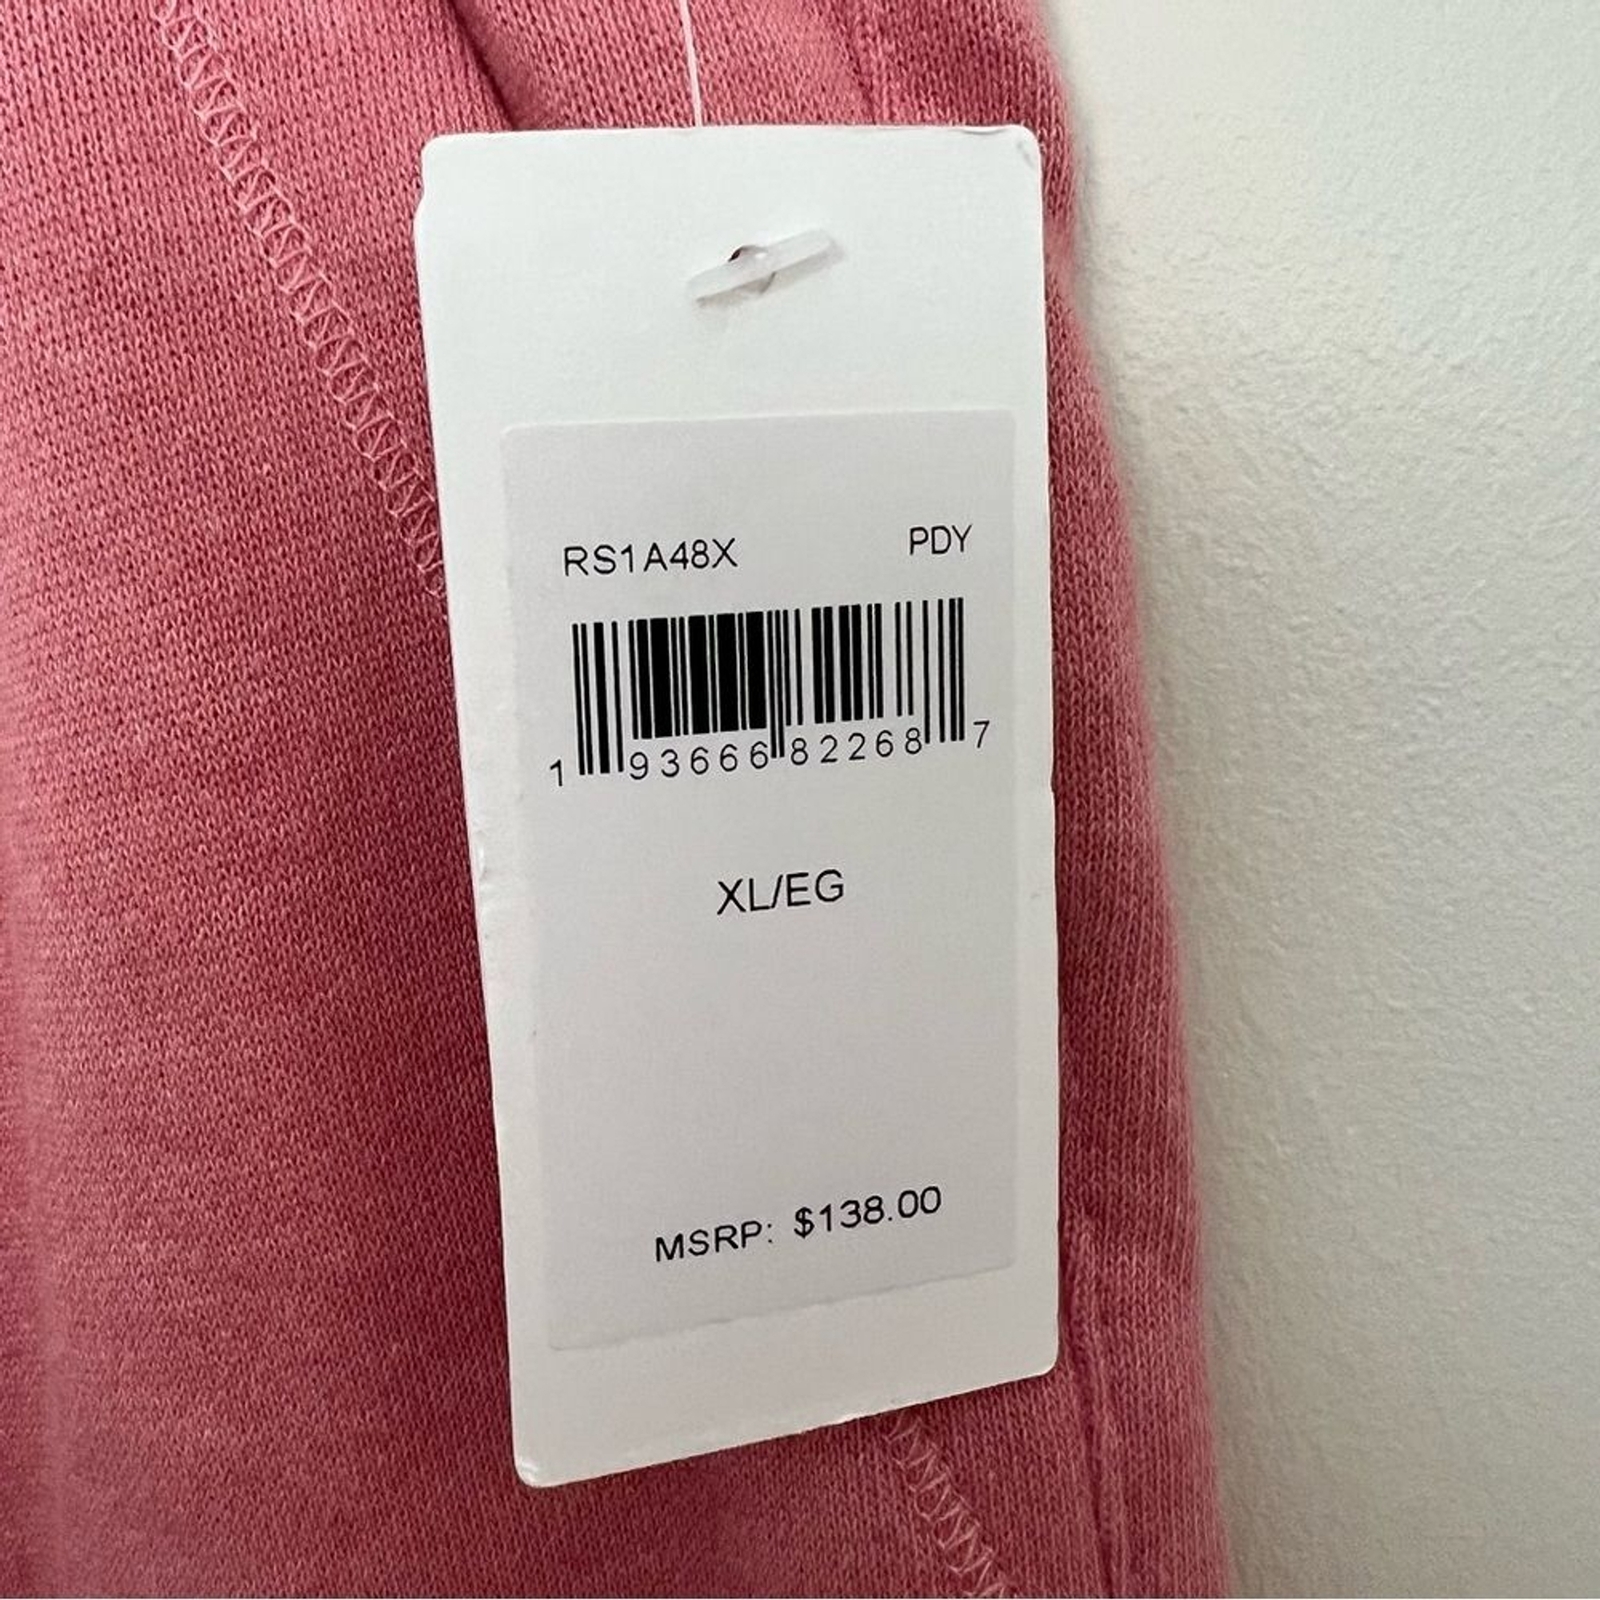 RS1A48X PDY
1 93666 82268 7
XL/EG
MSRP: $138.00